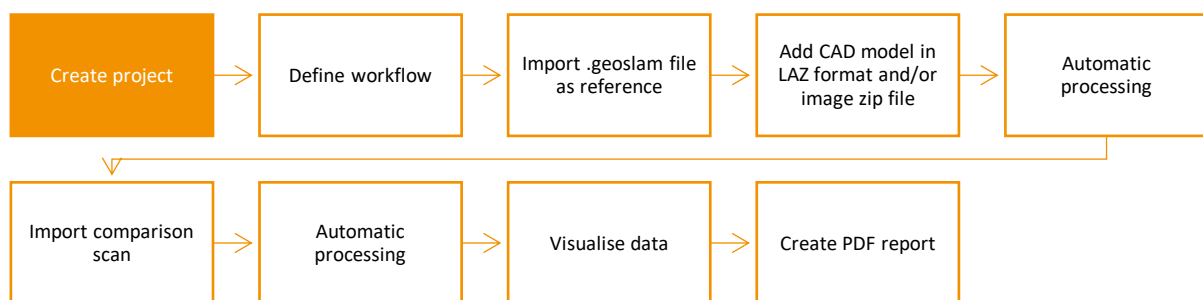 Create project
Define workflow
Import .geoslam file
as reference
Add CAD model in
LAZ format and/or
image zip file
Automatic
processing
Import comparison
scan
Automatic
processing
Visualise data
Create PDF report